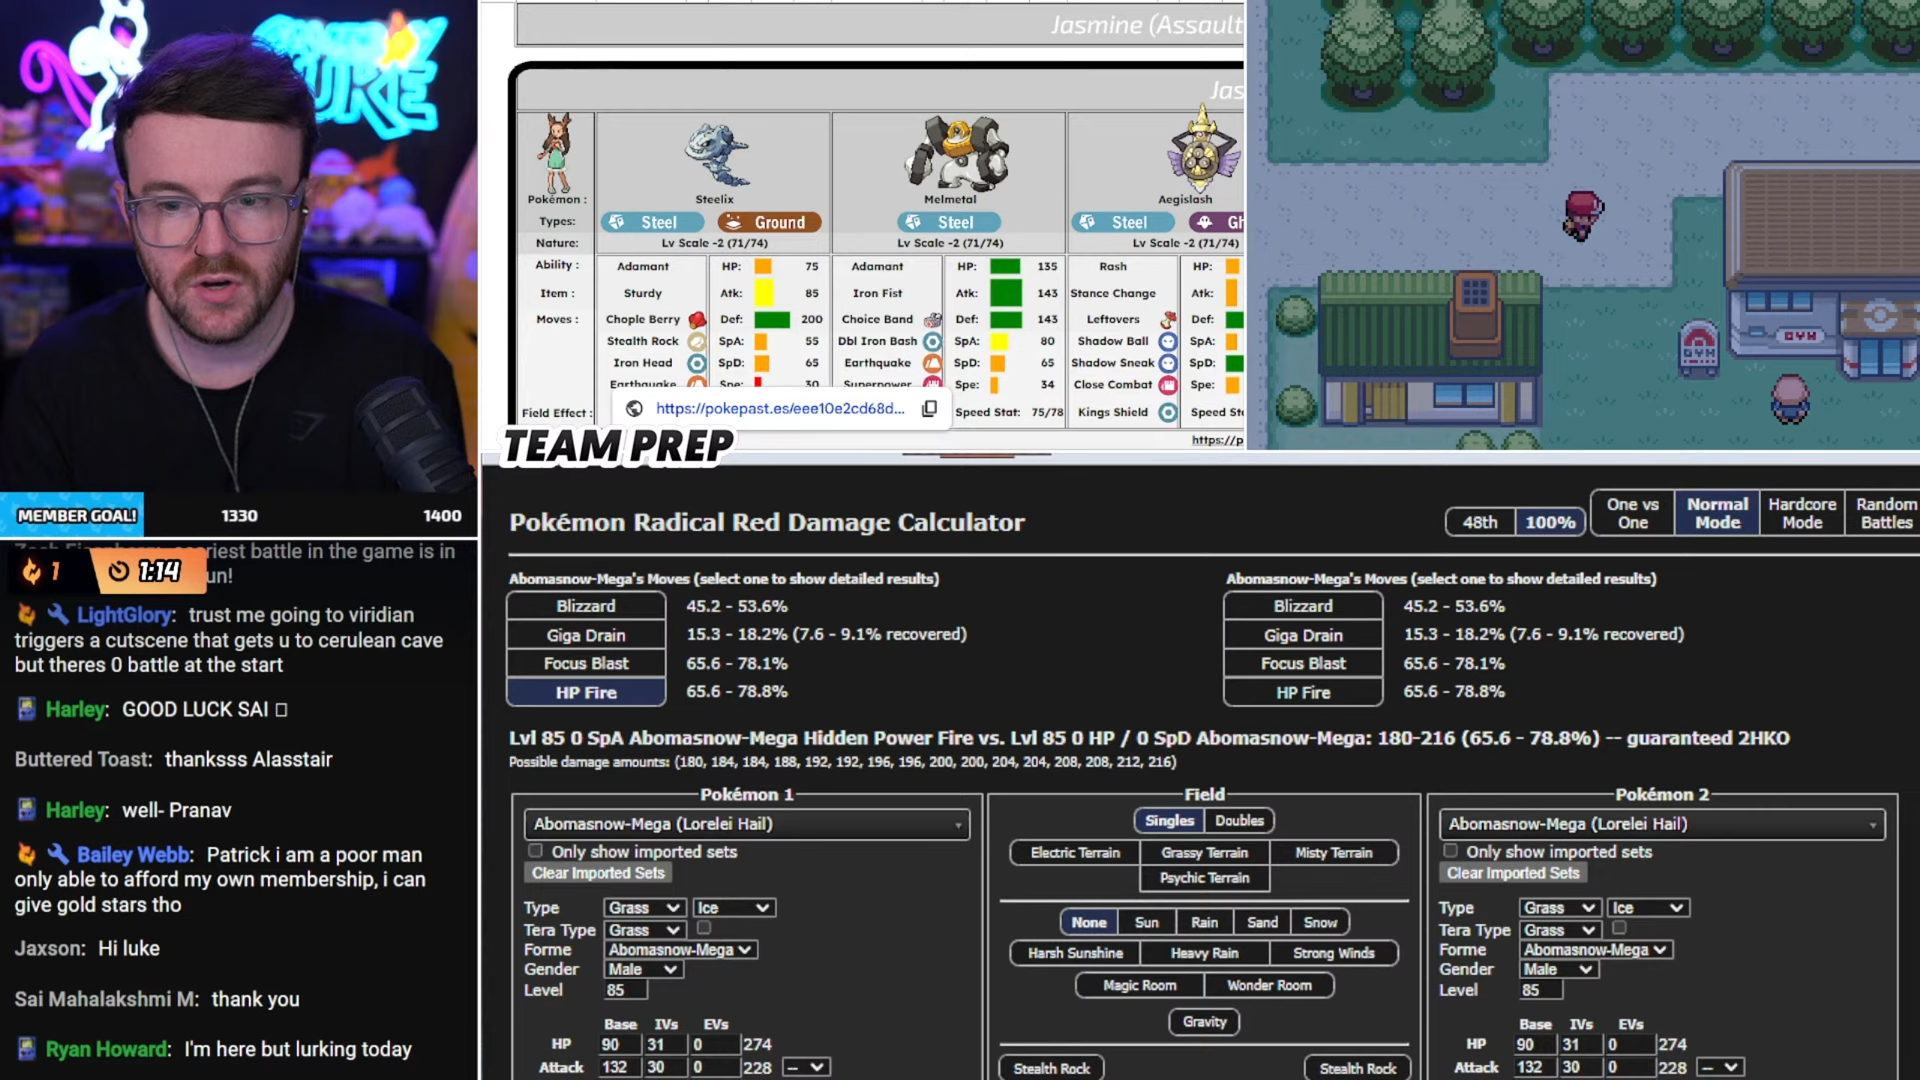 Jasmine (Assault
Jas
Pokémon :
Steelix
Melmetal
Aegislash
Types:
Steel
Ground
Steel
Steel
Gh
Nature:
Lv Scale -2 (71/74)
Lv Scale -2 (71/74)
Lv Scale -2 (71/74)
Ability :
Adamant
HP:
75
Adamant
HP:
135
Rash
HP:
Item :
Sturdy
Atk:
85
Iron Fist
Atk:
143
Stance Change
Atk:
Moves :
Chople Berry
Def:
200
Choice Band
Def:
143
Leftovers
Def:
Stealth Rock
SpA:
55
Dbl Iron Bash
SpA:
80
Shadow Ball
SpA:
Iron Head
SpD:
65
Earthquake
SpD:
65
Shadow Sneak
SpD:
Earthquake
Spe:
30
Superpower
Spe:
34
Close Combat
Spe:
Field Effect :
https://pokepast.es/eee10e2cd68d...
Speed Stat:
75/78
Kings Shield
Speed St
https://p
TEAM PREP
GYM
GYM
MEMBER GOAL!
1330
1400
riest battle in the game is in
un!
1
1:14
LightGlory: trust me going to viridian
triggers a cutscene that gets u to cerulean cave
but theres 0 battle at the start
Harley: GOOD LUCK SAI
Buttered Toast: thanksss Alasstair
Harley: well- Pranav
Bailey Webb: Patrick i am a poor man
only able to afford my own membership, i can
give gold stars tho
Jaxson: Hi luke
Sai Mahalakshmi M: thank you
Ryan Howard: I'm here but lurking today
Pokémon Radical Red Damage Calculator
48th
100%
One vs
One
Normal
Mode
Hardcore
Mode
Random
Battles
Abomasnow-Mega's Moves (select one to show detailed results)
Blizzard
45.2 - 53.6%
Giga Drain
15.3 - 18.2% (7.6 - 9.1% recovered)
Focus Blast
65.6 - 78.1%
HP Fire
65.6 - 78.8%
Abomasnow-Mega's Moves (select one to show detailed results)
Blizzard
45.2 - 53.6%
Giga Drain
15.3 - 18.2% (7.6 - 9.1% recovered)
Focus Blast
65.6 - 78.1%
HP Fire
65.6 - 78.8%
Lvl 85 0 SpA Abomasnow-Mega Hidden Power Fire vs. Lvl 85 0 HP / 0 SpD Abomasnow-Mega: 180-216 (65.6 - 78.8%) -- guaranteed 2HKO
Possible damage amounts: (180, 184, 184, 188, 192, 192, 196, 196, 200, 200, 204, 204, 208, 208, 212, 216)
Pokémon 1
Abomasnow-Mega (Lorelei Hail)
Only show imported sets
Clear Imported Sets
Type
Grass
Ice
Tera Type
Grass
Forme
Abomasnow-Mega
Gender
Male
Level
85
Base
IVs
EVs
HP
90
31
0
274
Attack
132
30
0
228
--
Field
Singles
Doubles
Electric Terrain
Grassy Terrain
Misty Terrain
Psychic Terrain
None
Sun
Rain
Sand
Snow
Harsh Sunshine
Heavy Rain
Strong Winds
Magic Room
Wonder Room
Gravity
Stealth Rock
Stealth Rock
Pokémon 2
Abomasnow-Mega (Lorelei Hail)
Only show imported sets
Clear Imported Sets
Type
Grass
Ice
Tera Type
Grass
Forme
Abomasnow-Mega
Gender
Male
Level
85
Base
IVs
EVs
HP
90
31
0
274
Attack
132
30
0
228
--